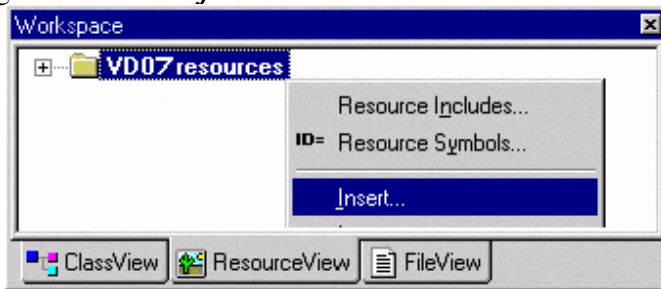 Workspace
VD07 resources
Resource Includes...
ID= Resource Symbols...
Insert...
ClassView ResourceView FileView